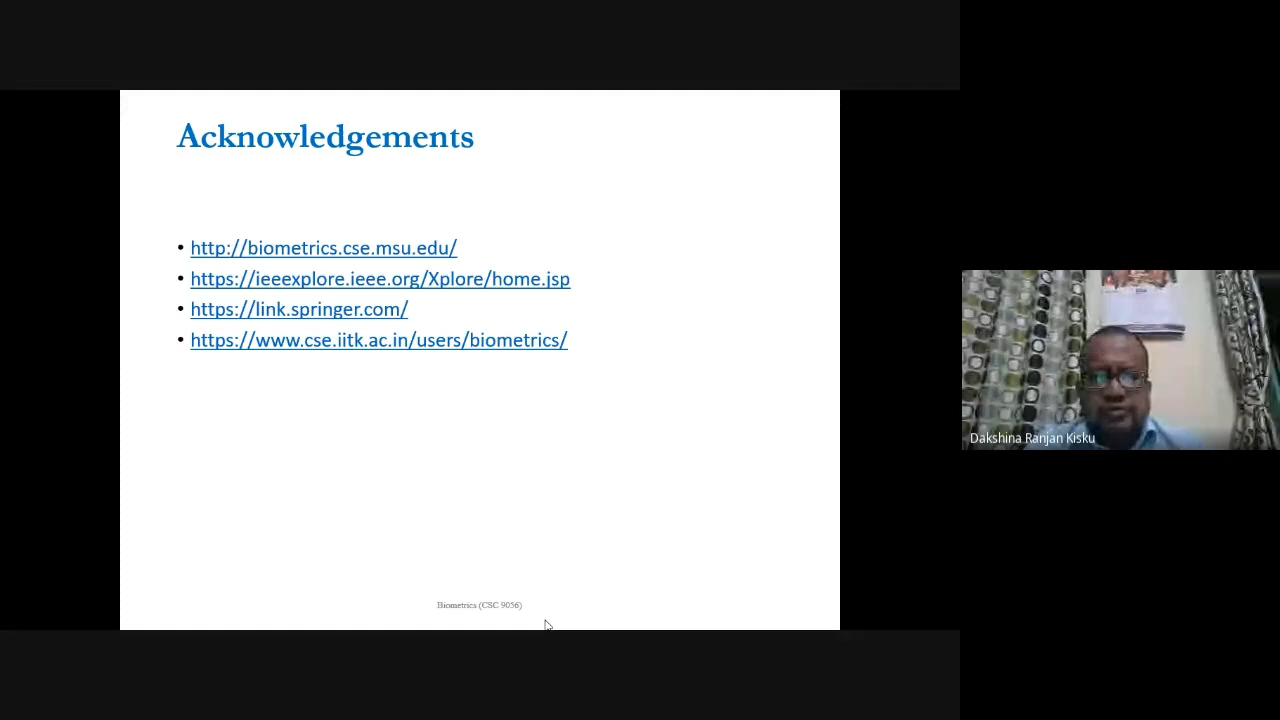 Acknowledgements
• http://biometrics.cse.msu.edu/
• https://ieeexplore.ieee.org/Xplore/home.jsp
• https://link.springer.com/
• https://www.cse.iitk.ac.in/users/biometrics/
Biometrics (CSC 9056)
Dakshina Ranjan Kisku